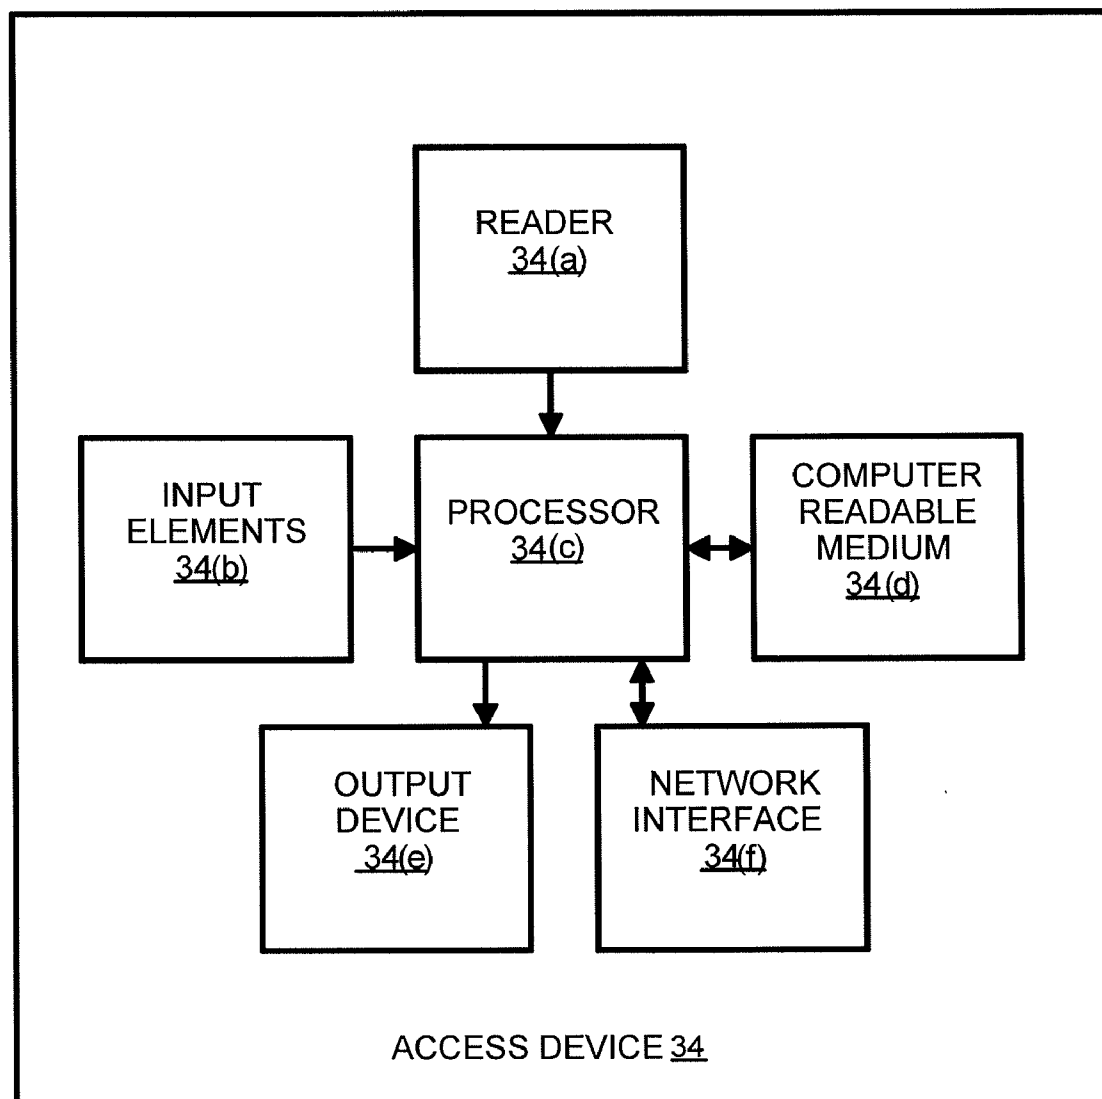 READER
34(a)
INPUT
ELEMENTS
34(b)
PROCESSOR
34(c)
COMPUTER
READABLE
MEDIUM
34(d)
OUTPUT
DEVICE
34(e)
NETWORK
INTERFACE
34(f)
ACCESS DEVICE 34